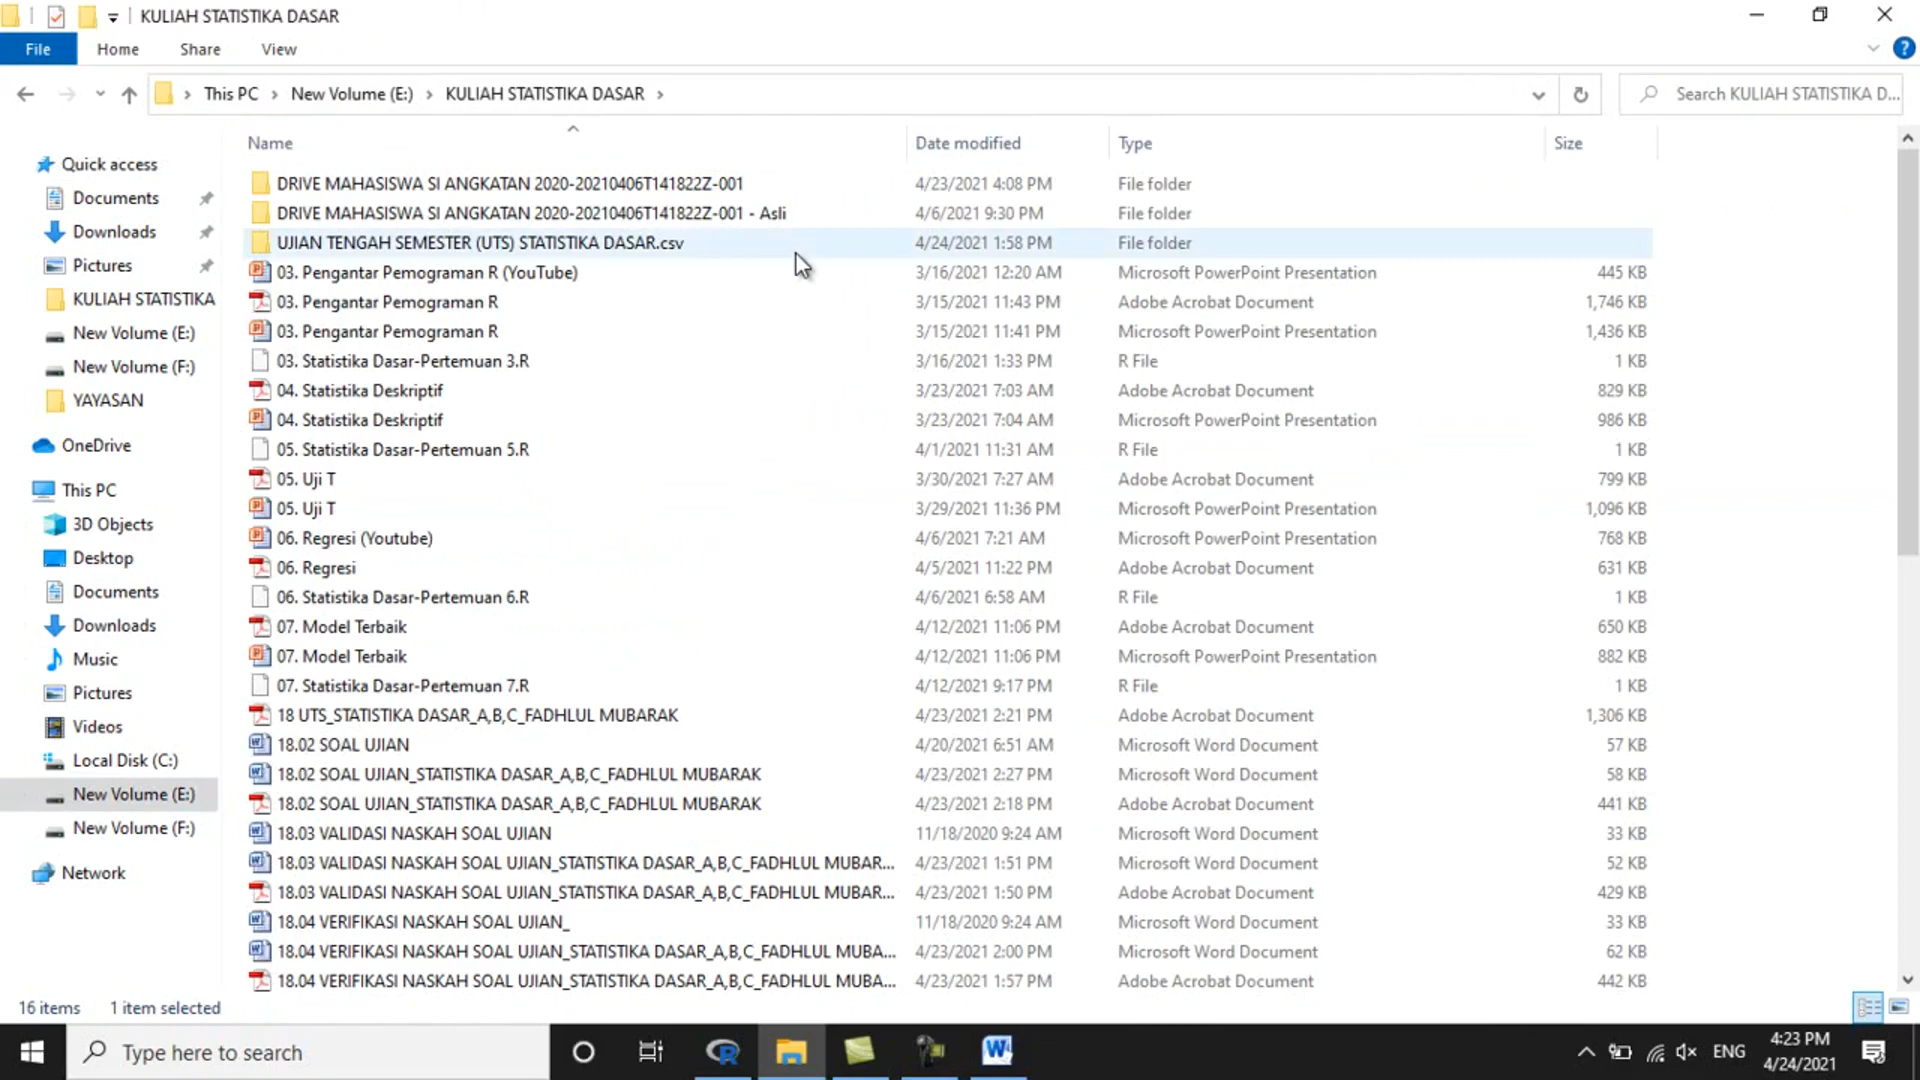 KULIAH STATISTIKA DASAR
File Home Share View
This PC New Volume (E:) KULIAH STATISTIKA DASAR
Search KULIAH STATISTIKA D...
Name Date modified Type Size
Quick access
Documents
Downloads
Pictures
KULIAH STATISTIKA
New Volume (E:)
New Volume (F:)
YAYASAN
OneDrive
This PC
3D Objects
Desktop
Documents
Downloads
Music
Pictures
Videos
Local Disk (C:)
New Volume (E:)
New Volume (F:)
Network
DRIVE MAHASISWA SI ANGKATAN 2020-20210406T141822Z-001 4/23/2021 4:08 PM File folder
DRIVE MAHASISWA SI ANGKATAN 2020-20210406T141822Z-001 - Asli 4/6/2021 9:30 PM File folder
UJIAN TENGAH SEMESTER (UTS) STATISTIKA DASAR.csv 4/24/2021 1:58 PM File folder
03. Pengantar Pemograman R (YouTube) 3/16/2021 12:20 AM Microsoft PowerPoint Presentation 445 KB
03. Pengantar Pemograman R 3/15/2021 11:43 PM Adobe Acrobat Document 1,746 KB
03. Pengantar Pemograman R 3/15/2021 11:41 PM Microsoft PowerPoint Presentation 1,436 KB
03. Statistika Dasar-Pertemuan 3.R 3/16/2021 1:33 PM R File 1 KB
04. Statistika Deskriptif 3/23/2021 7:03 AM Adobe Acrobat Document 829 KB
04. Statistika Deskriptif 3/23/2021 7:04 AM Microsoft PowerPoint Presentation 986 KB
05. Statistika Dasar-Pertemuan 5.R 4/1/2021 11:31 AM R File 1 KB
05. Uji T 3/30/2021 7:27 AM Adobe Acrobat Document 799 KB
05. Uji T 3/29/2021 11:36 PM Microsoft PowerPoint Presentation 1,096 KB
06. Regresi (Youtube) 4/6/2021 7:21 AM Microsoft PowerPoint Presentation 768 KB
06. Regresi 4/5/2021 11:22 PM Adobe Acrobat Document 631 KB
06. Statistika Dasar-Pertemuan 6.R 4/6/2021 6:58 AM R File 1 KB
07. Model Terbaik 4/12/2021 11:06 PM Adobe Acrobat Document 650 KB
07. Model Terbaik 4/12/2021 11:06 PM Microsoft PowerPoint Presentation 882 KB
07. Statistika Dasar-Pertemuan 7.R 4/12/2021 9:17 PM R File 1 KB
18 UTS_STATISTIKA DASAR_A,B,C_FADHLUL MUBARAK 4/23/2021 2:21 PM Adobe Acrobat Document 1,306 KB
18.02 SOAL UJIAN 4/20/2021 6:51 AM Microsoft Word Document 57 KB
18.02 SOAL UJIAN_STATISTIKA DASAR_A,B,C_FADHLUL MUBARAK 4/23/2021 2:27 PM Microsoft Word Document 58 KB
18.02 SOAL UJIAN_STATISTIKA DASAR_A,B,C_FADHLUL MUBARAK 4/23/2021 2:18 PM Adobe Acrobat Document 441 KB
18.03 VALIDASI NASKAH SOAL UJIAN 11/18/2020 9:24 AM Microsoft Word Document 33 KB
18.03 VALIDASI NASKAH SOAL UJIAN_STATISTIKA DASAR_A,B,C_FADHLUL MUBAR... 4/23/2021 1:51 PM Microsoft Word Document 52 KB
18.03 VALIDASI NASKAH SOAL UJIAN_STATISTIKA DASAR_A,B,C_FADHLUL MUBAR... 4/23/2021 1:50 PM Adobe Acrobat Document 429 KB
18.04 VERIFIKASI NASKAH SOAL UJIAN_ 11/18/2020 9:24 AM Microsoft Word Document 33 KB
18.04 VERIFIKASI NASKAH SOAL UJIAN_STATISTIKA DASAR_A,B,C_FADHLUL MUBA... 4/23/2021 2:00 PM Microsoft Word Document 62 KB
18.04 VERIFIKASI NASKAH SOAL UJIAN_STATISTIKA DASAR_A,B,C_FADHLUL MUBA... 4/23/2021 1:57 PM Adobe Acrobat Document 442 KB
16 items 1 item selected
Type here to search
ENG
4:23 PM
4/24/2021